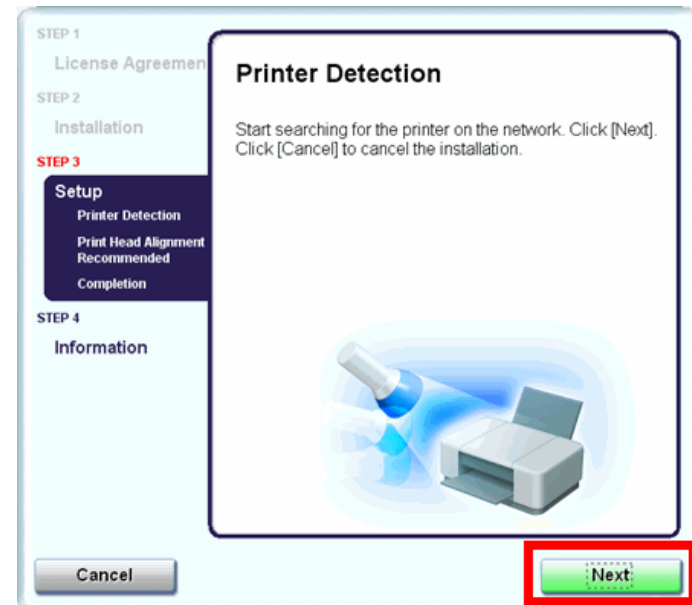 STEP 1
License Agreemen
STEP 2
Installation
STEP 3
Setup
Printer Detection
Print Head Alignment
Recommended
Completion
STEP 4
Information
Printer Detection
Start searching for the printer on the network. Click [Next].
Click [Cancel] to cancel the installation.
Cancel
Next